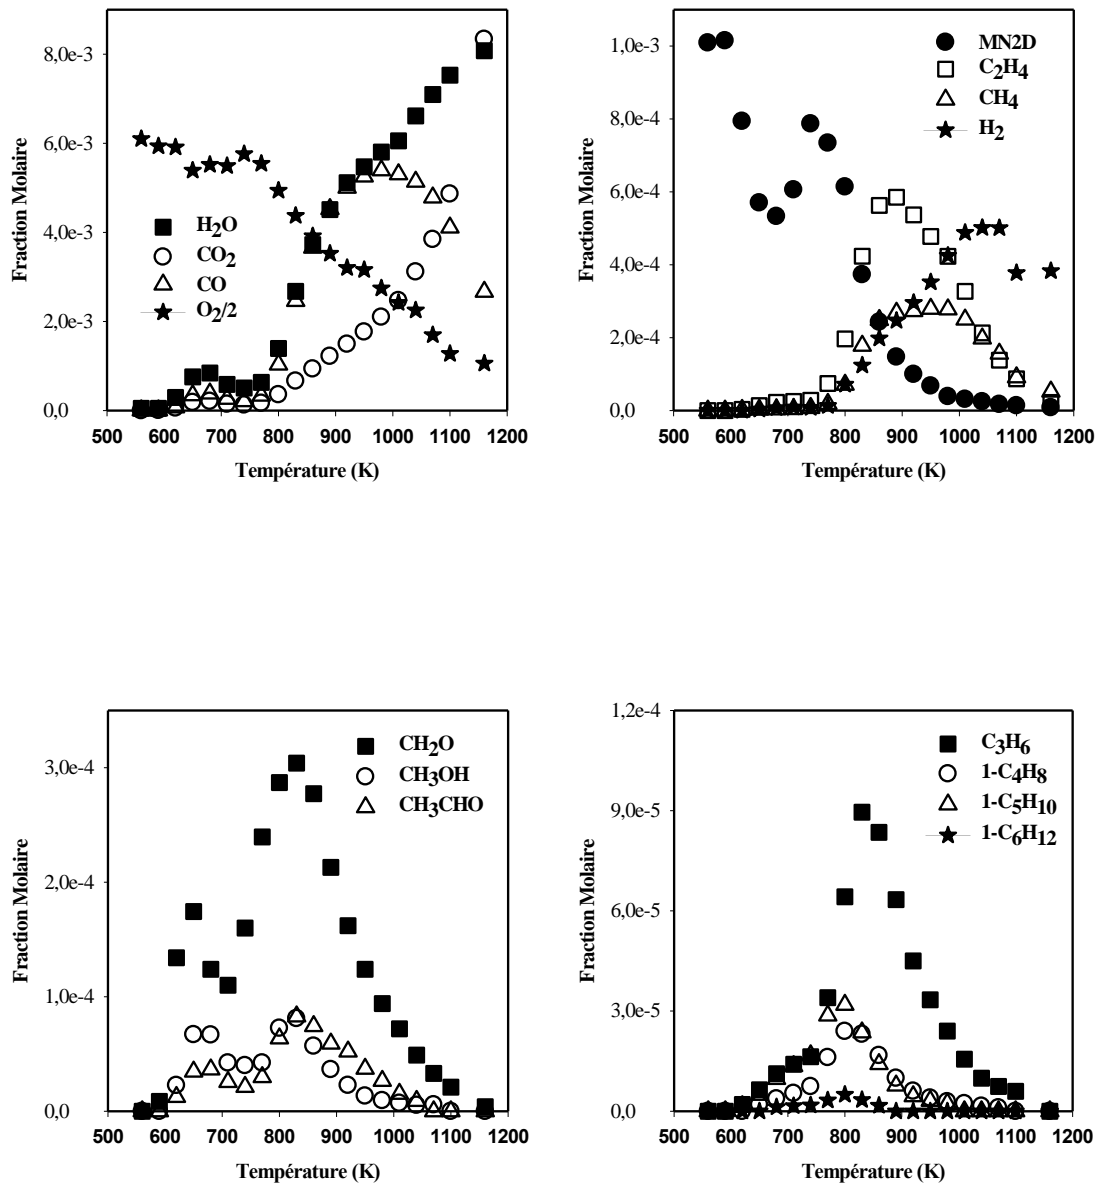 8,0e-3
6,0e-3
4,0e-3
2,0e-3
0,0
Fraction Molaire
H2O
CO2
CO
O2/2
500 600 700 800 900 1000 1100 1200
Température (K)
1,0e-3
8,0e-4
6,0e-4
4,0e-4
2,0e-4
0,0
Fraction Molaire
MN2D
C2H4
CH4
H2
500 600 700 800 900 1000 1100 1200
Température (K)
3,0e-4
2,0e-4
1,0e-4
0,0
Fraction Molaire
CH2O
CH3OH
CH3CHO
500 600 700 800 900 1000 1100 1200
Température (K)
1,2e-4
9,0e-5
6,0e-5
3,0e-5
0,0
Fraction Molaire
C3H6
1-C4H8
1-C5H10
1-C6H12
500 600 700 800 900 1000 1100 1200
Température (K)